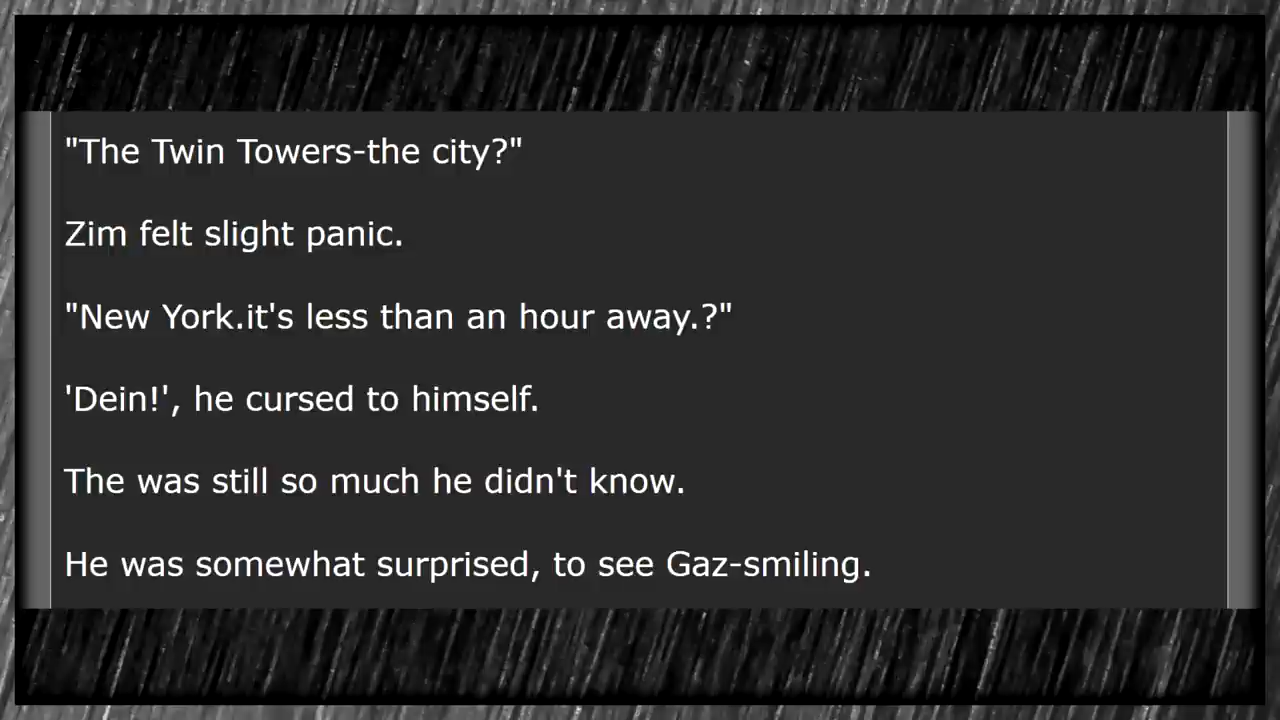 "The Twin Towers-the city?"
Zim felt slight panic.
"New York.it's less than an hour away.?"
'Dein!', he cursed to himself.
The was still so much he didn't know.
He was somewhat surprised, to see Gaz-smiling.